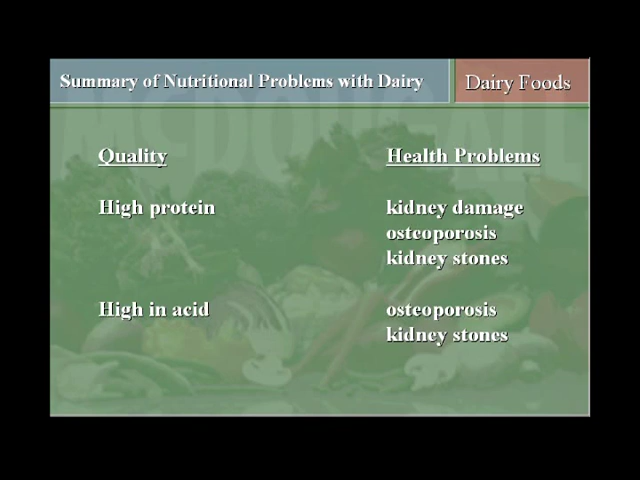 Summary of Nutritional Problems with Dairy
Dairy Foods
MCDOUGALL
Quality
Health Problems
High protein
kidney damage
osteoporosis
kidney stones
High in acid
osteoporosis
kidney stones